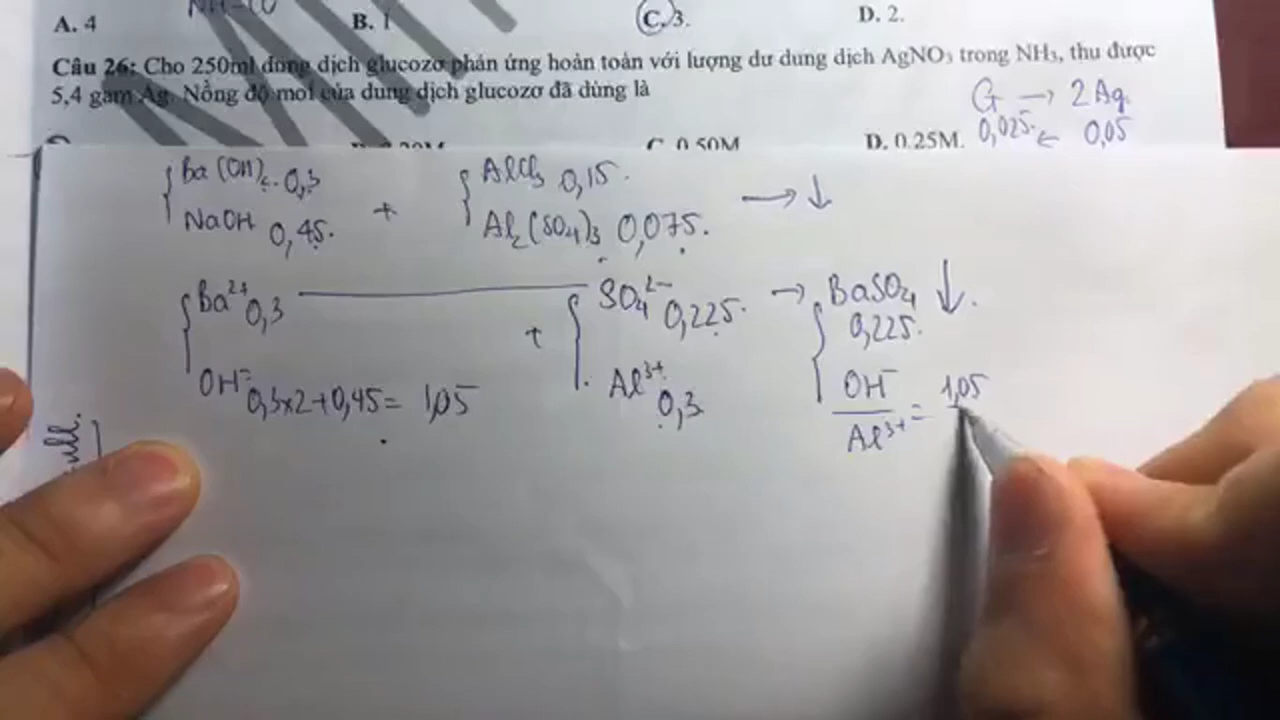 A. 4 B. 1 C. 3. D. 2.
Câu 26: Cho 250ml dung dịch glucozơ phản ứng hoàn toàn với lượng dư dung dịch AgNO₃ trong NH₃, thu được
5,4 gam Ag. Nồng độ mol của dung dịch glucozơ đã dùng là
G → 2Ag
0,025. ← 0,05
C. 0.50M D. 0.25M.
Ba(OH)₂. 0,3 + AlCl₃ 0,15. → ↓
NaOH 0,45. Al₂(SO₄)₃ 0,075.
Ba²⁺ 0,3 + SO₄²⁻ 0,225. → BaSO₄ ↓.
0,225.
OH⁻ 0,3x2+0,45= 1,05 Al³⁺ 0,3
OH⁻ / Al³⁺ = 1,05